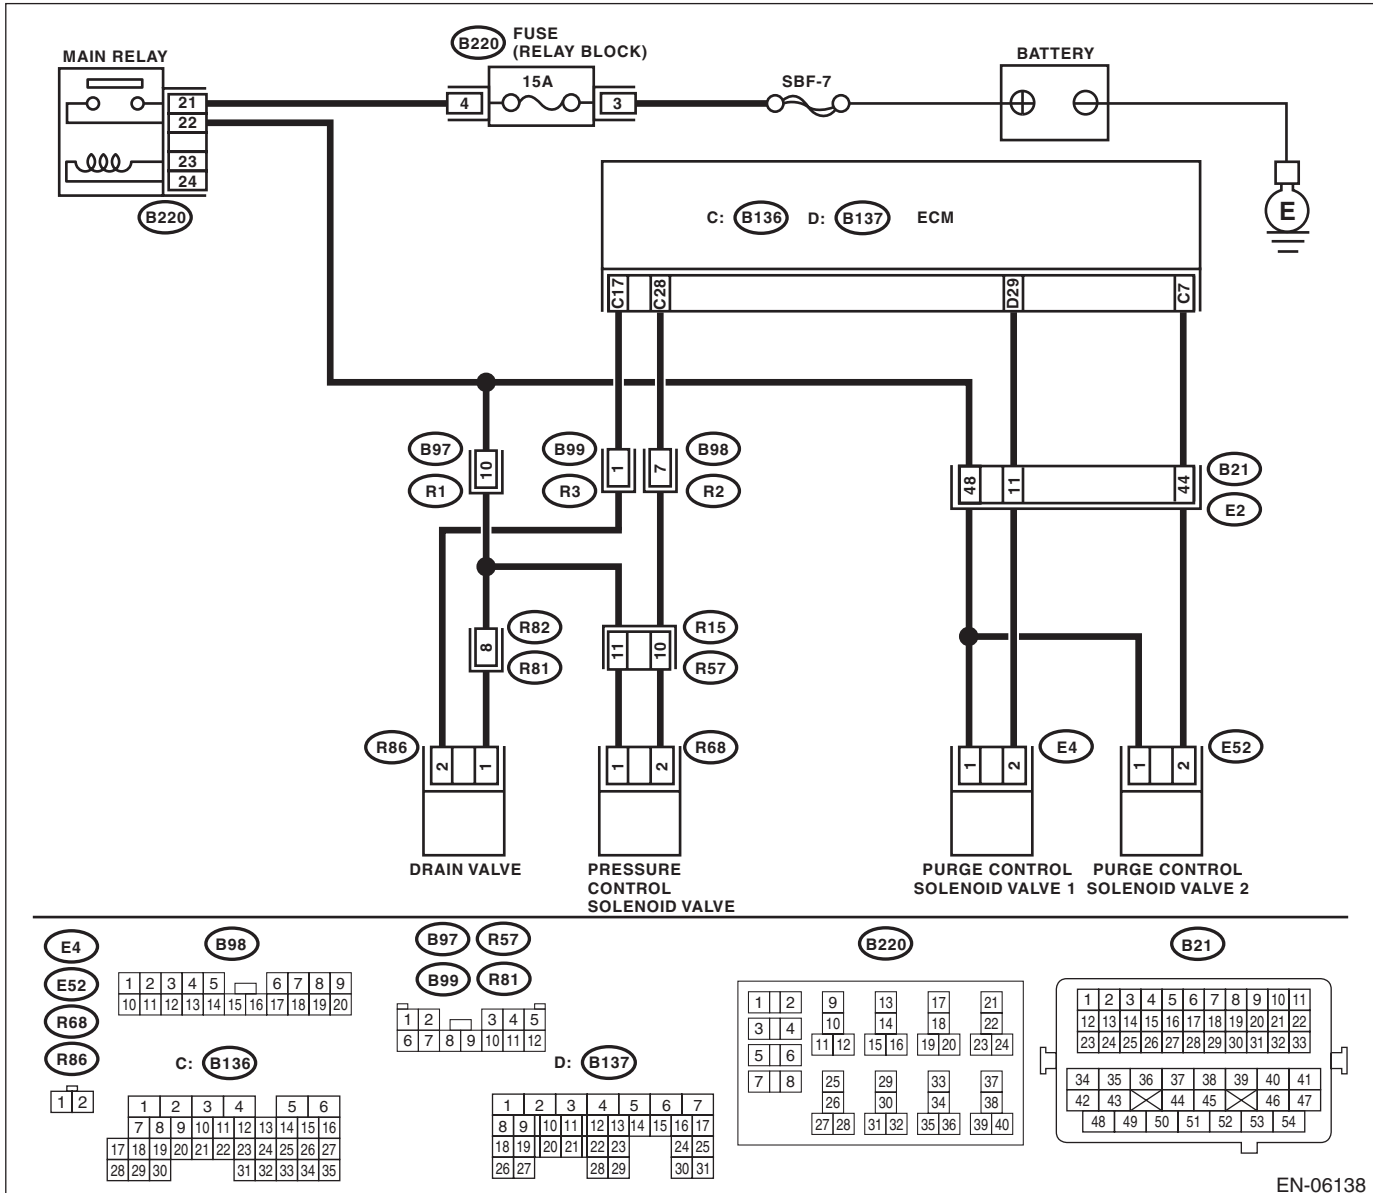 B220
FUSE
(RELAY BLOCK)
MAIN RELAY
BATTERY
15A
SBF-7
21
4
3
22
23
24
B220
E
C: B136 D: B137 ECM
C17 C28 D29 C7
B97 B99 B98
10 1 7
R1 R3 R2
B21
48 11 44
E2
R82 R15
8 11 10
R81 R57
R86 R68 E4 E52
2 1 1 2 1 2 1 2
DRAIN VALVE
PRESSURE
CONTROL
SOLENOID VALVE
PURGE CONTROL
SOLENOID VALVE 1
PURGE CONTROL
SOLENOID VALVE 2
E4
E52
R68
R86
1 2
B98
1 2 3 4 5 6 7 8 9
10 11 12 13 14 15 16 17 18 19 20
C: B136
1 2 3 4 5 6
7 8 9 10 11 12 13 14 15 16
17 18 19 20 21 22 23 24 25 26 27
28 29 30 31 32 33 34 35
B97 R57
B99 R81
1 2 3 4 5
6 7 8 9 10 11 12
D: B137
1 2 3 4 5 6 7
8 9 10 11 12 13 14 15 16 17
18 19 20 21 22 23 24 25
26 27 28 29 30 31
B220
1 2 9 13 17 21
3 4 10 14 18 22
5 6 11 12 15 16 19 20 23 24
7 8 25 29 33 37
26 30 34 38
27 28 31 32 35 36 39 40
B21
1 2 3 4 5 6 7 8 9 10 11
12 13 14 15 16 17 18 19 20 21 22
23 24 25 26 27 28 29 30 31 32 33
34 35 36 37 38 39 40 41
42 43 44 45 46 47
48 49 50 51 52 53 54
EN-06138